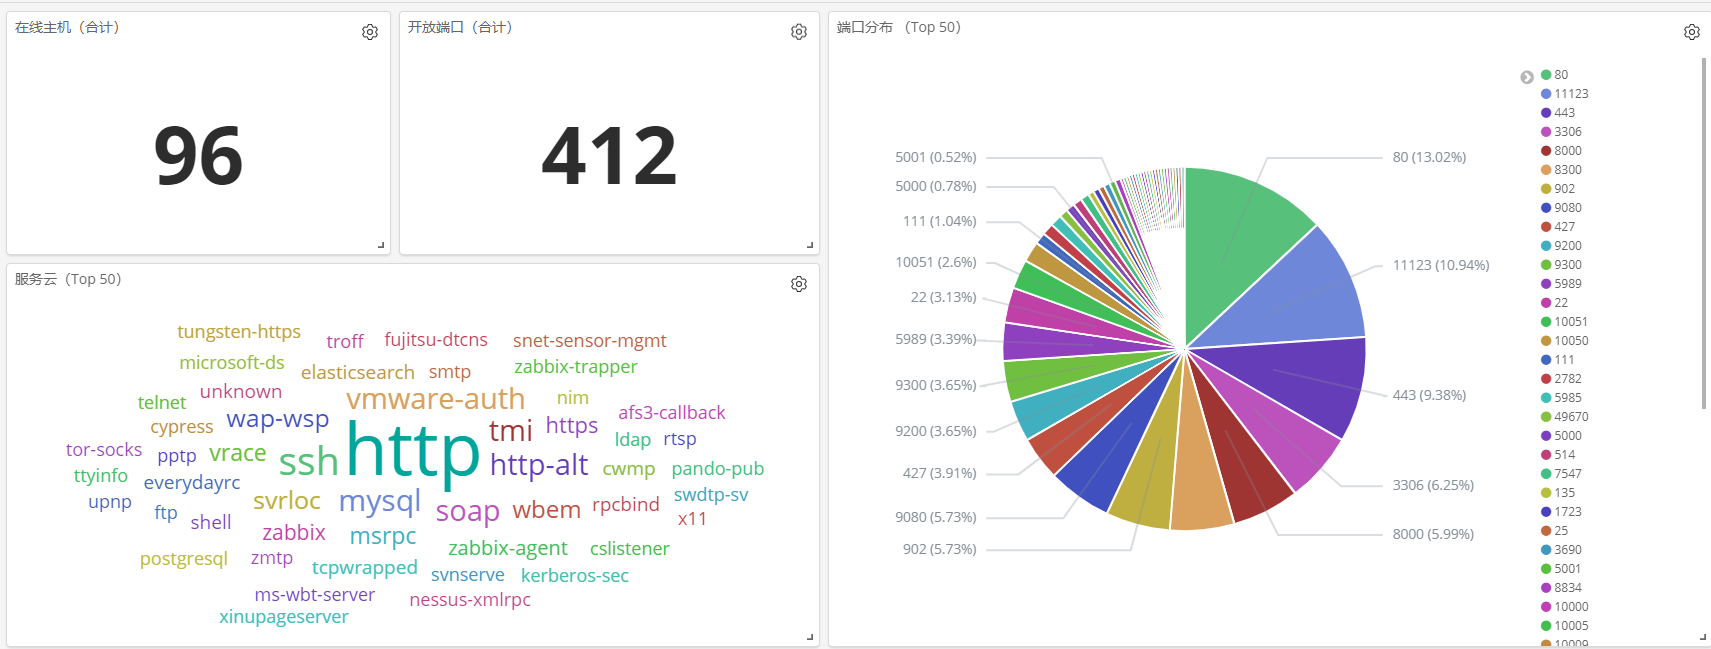 在线主机（合计）
96
开放端口（合计）
412
服务云（Top 50）
tungsten-https
troff
fujitsu-dtcns
snet-sensor-mgmt
microsoft-ds
elasticsearch
smtp
zabbix-trapper
unknown
telnet
vmware-auth
nim
wap-wsp
cypress
tmi
https
afs3-callback
tor-socks
pptp
vrace
ssh
http
http-alt
ldap
rtsp
cwmp
pando-pub
ttyinfo
everydayrc
upnp
ftp
shell
svrloc
mysql
soap
wbem
rpcbind
swdtp-sv
x11
zabbix
msrpc
postgresql
zmtp
tcpwrapped
zabbix-agent
cslistener
svnserve
kerberos-sec
ms-wbt-server
nessus-xmlrpc
xinupageserver
端口分布 （Top 50）
5001 (0.52%)
5000 (0.78%)
111 (1.04%)
10051 (2.6%)
22 (3.13%)
5989 (3.39%)
9300 (3.65%)
9200 (3.65%)
427 (3.91%)
9080 (5.73%)
902 (5.73%)
80 (13.02%)
11123 (10.94%)
443 (9.38%)
3306 (6.25%)
8000 (5.99%)
80
11123
443
3306
8000
8300
902
9080
427
9200
9300
5989
22
10051
10050
111
2782
5985
49670
5000
514
7547
135
1723
25
3690
5001
8834
10000
10005
10009